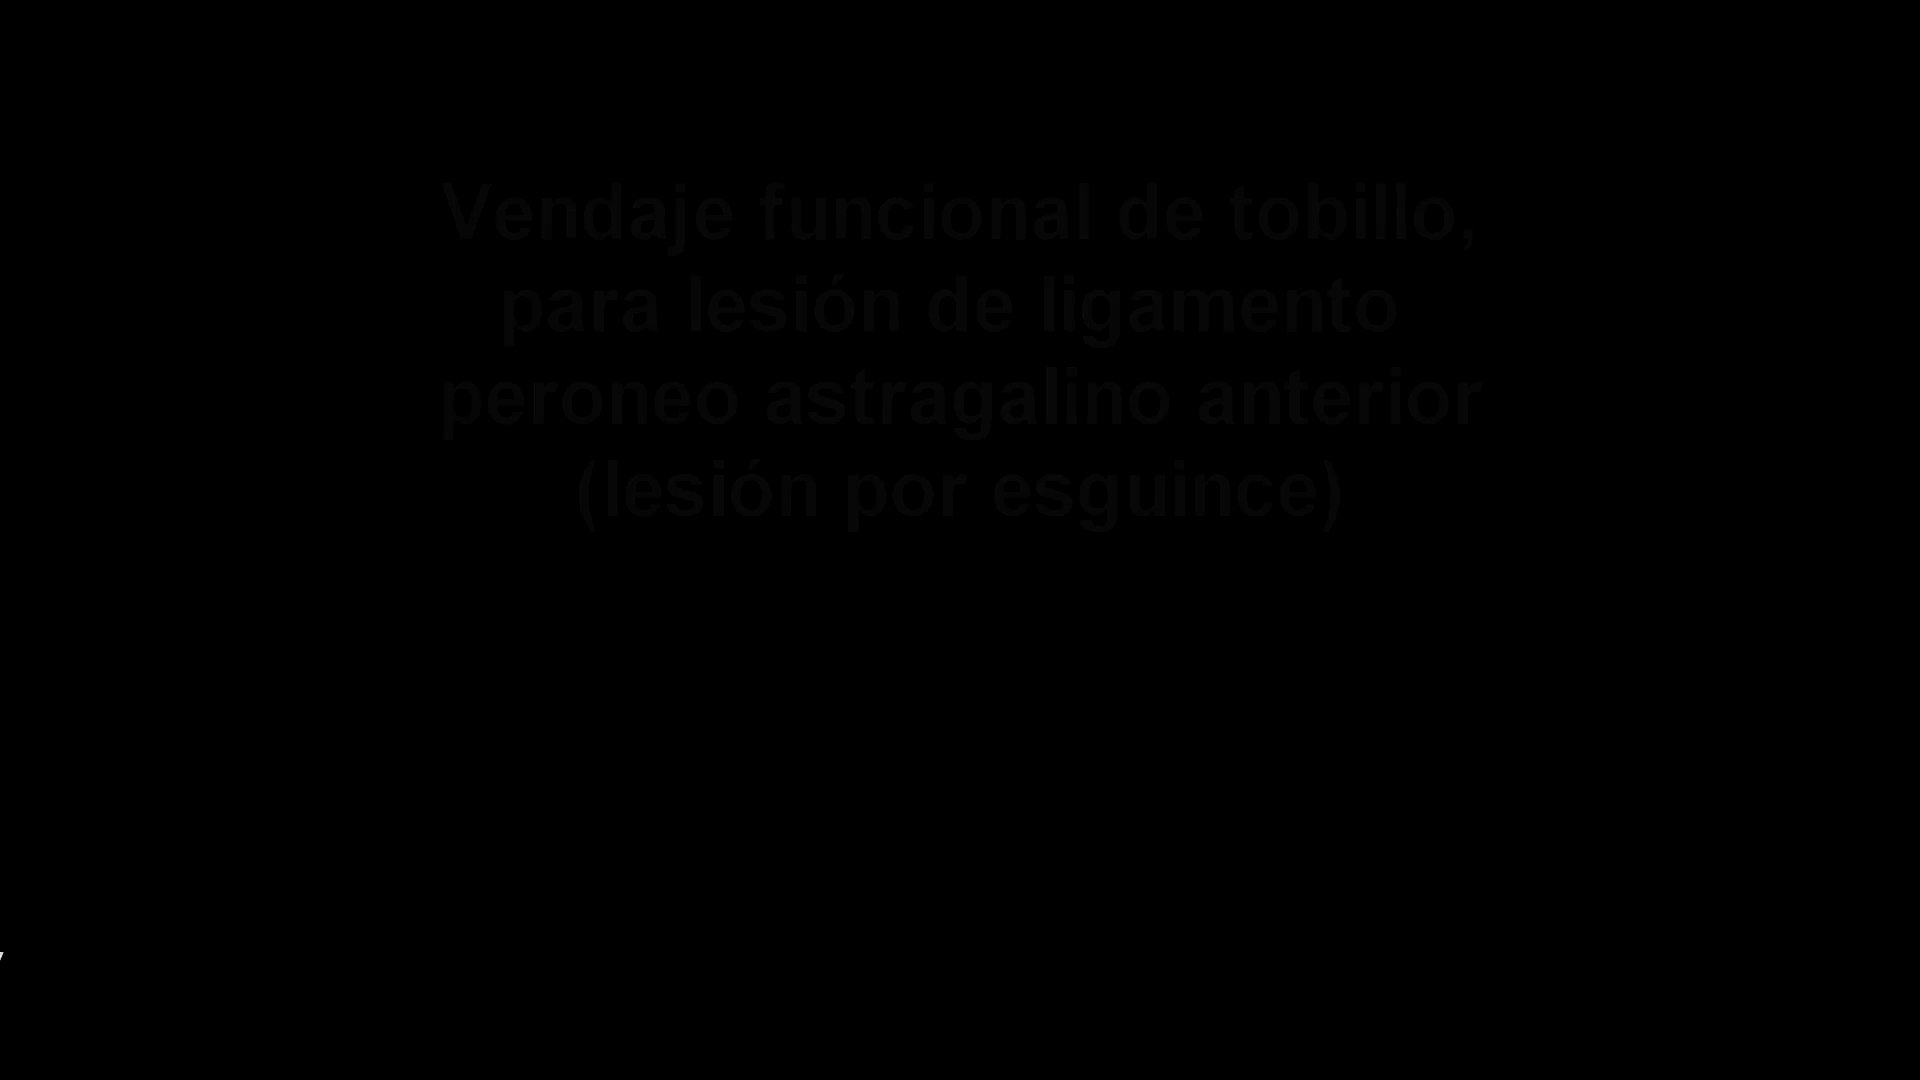 Vendaje funcional de tobillo,
para lesión de ligamento
peroneo astragalino anterior
(lesión por esguince)